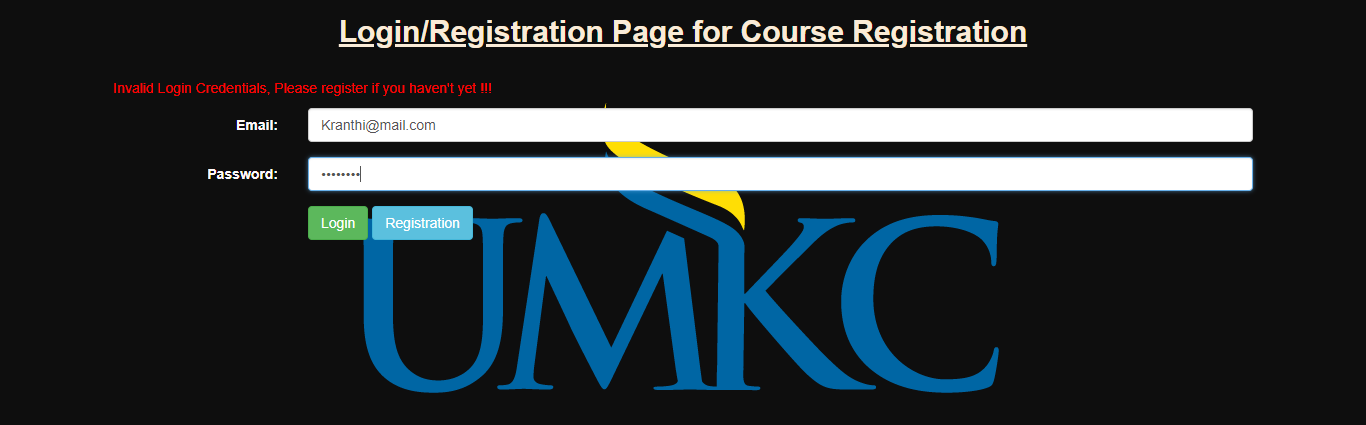 Login/Registration Page for Course Registration
Invalid Login Credentials, Please register if you haven't yet !!!
Email: Kranthi@mail.com
Password: ••••••••
Login Registration
UMKC